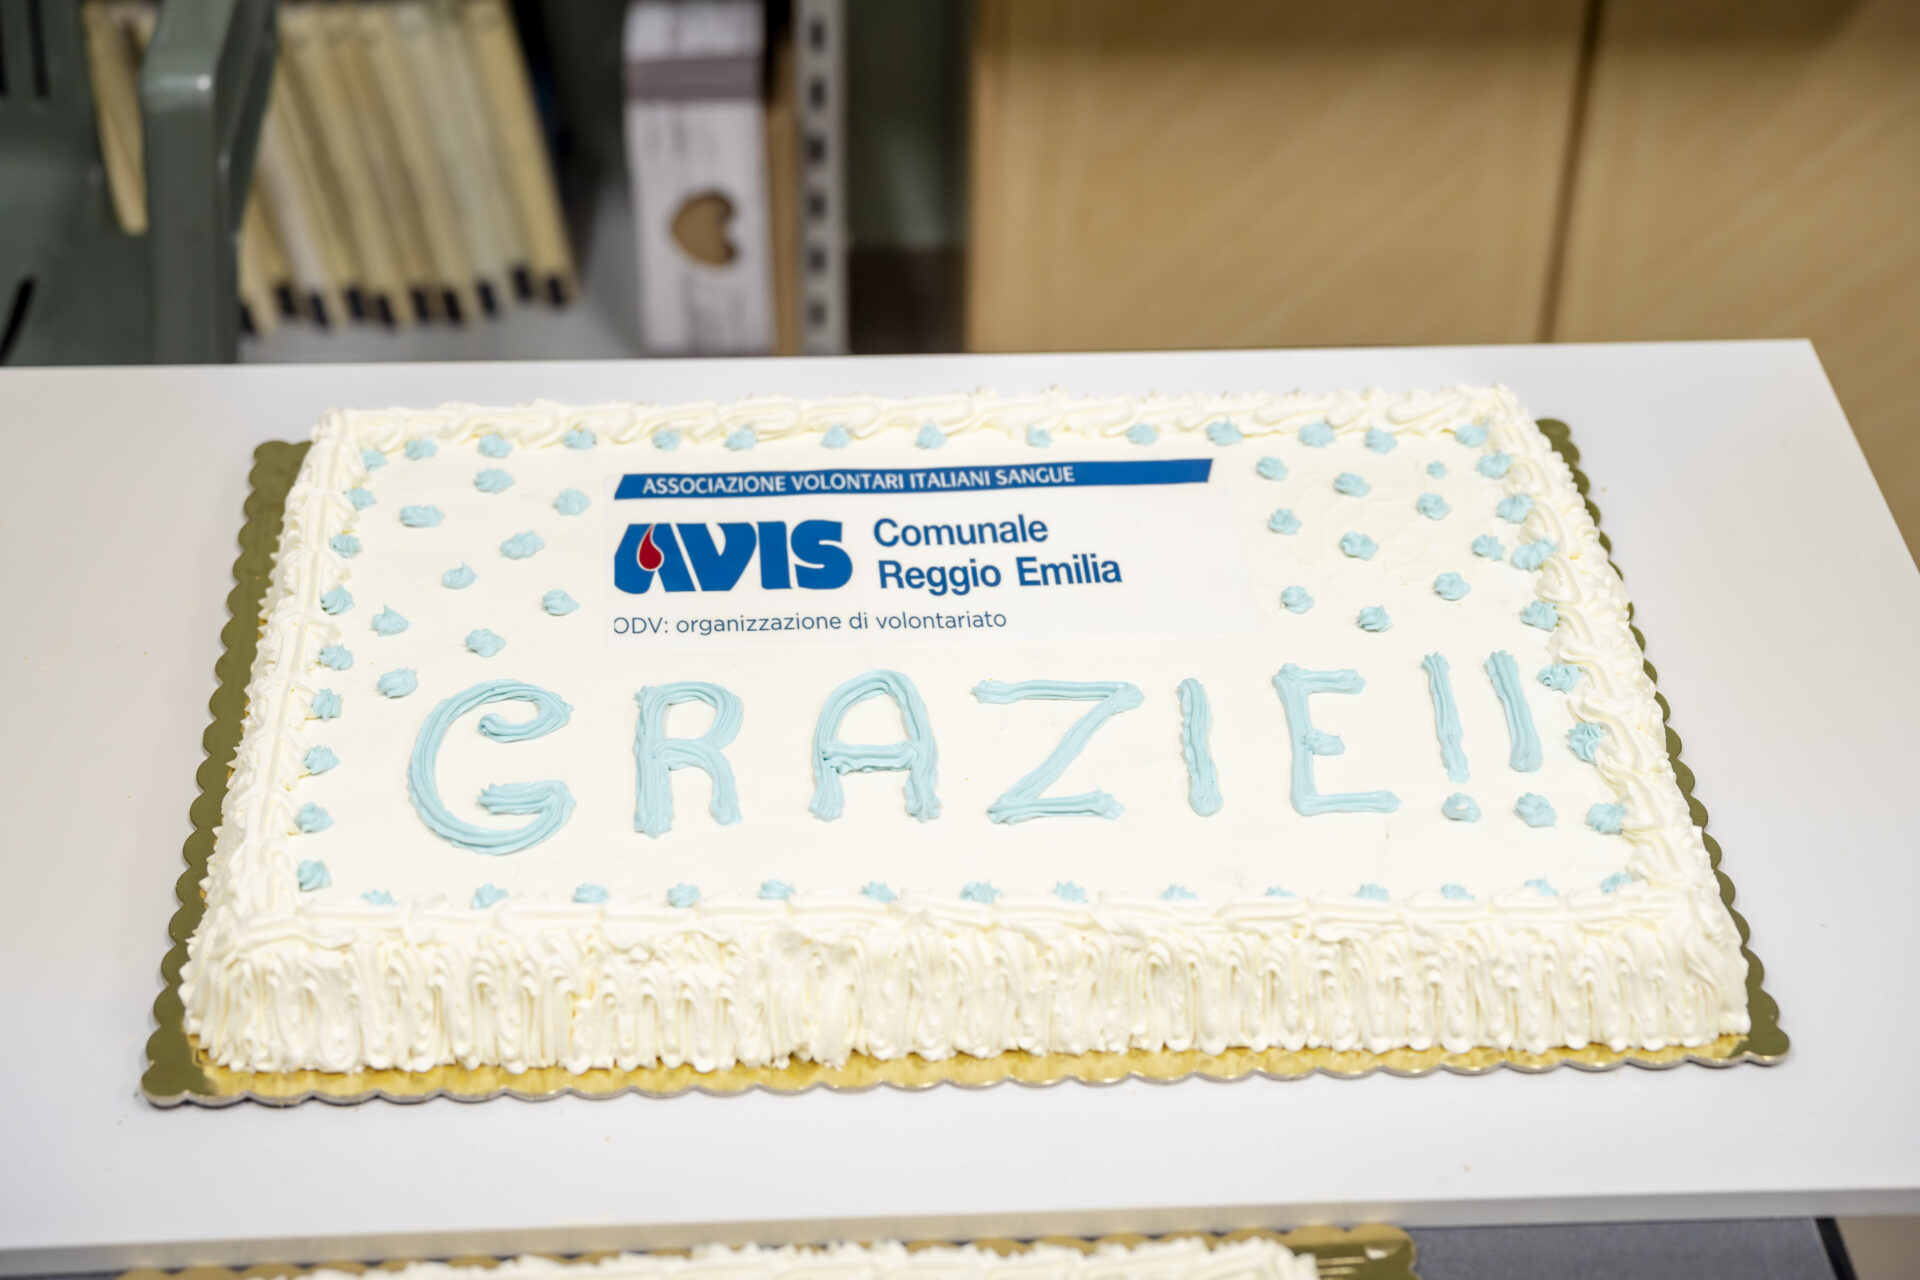 ASSOCIAZIONE VOLONTARI ITALIANI SANGUE
AVIS
Comunale
Reggio Emilia
ODV: organizzazione di volontariato
GRAZIE!!